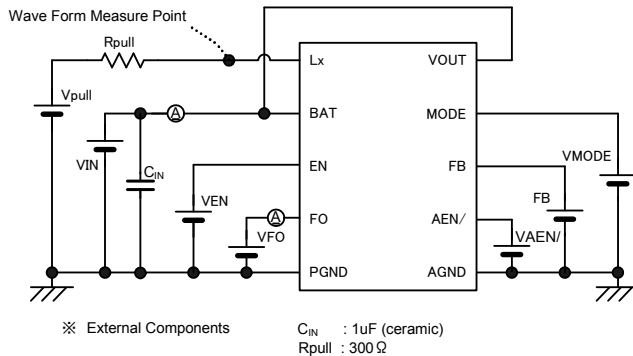 Wave Form Measure Point
Rpull
Lx
VOUT
Vpull
A
BAT
MODE
VIN
CIN
EN
FB
VMODE
VEN
A
FO
AEN/
FB
VFO
VAEN/
PGND
AGND
※ External Components
CIN : 1uF (ceramic)
Rpull : 300Ω